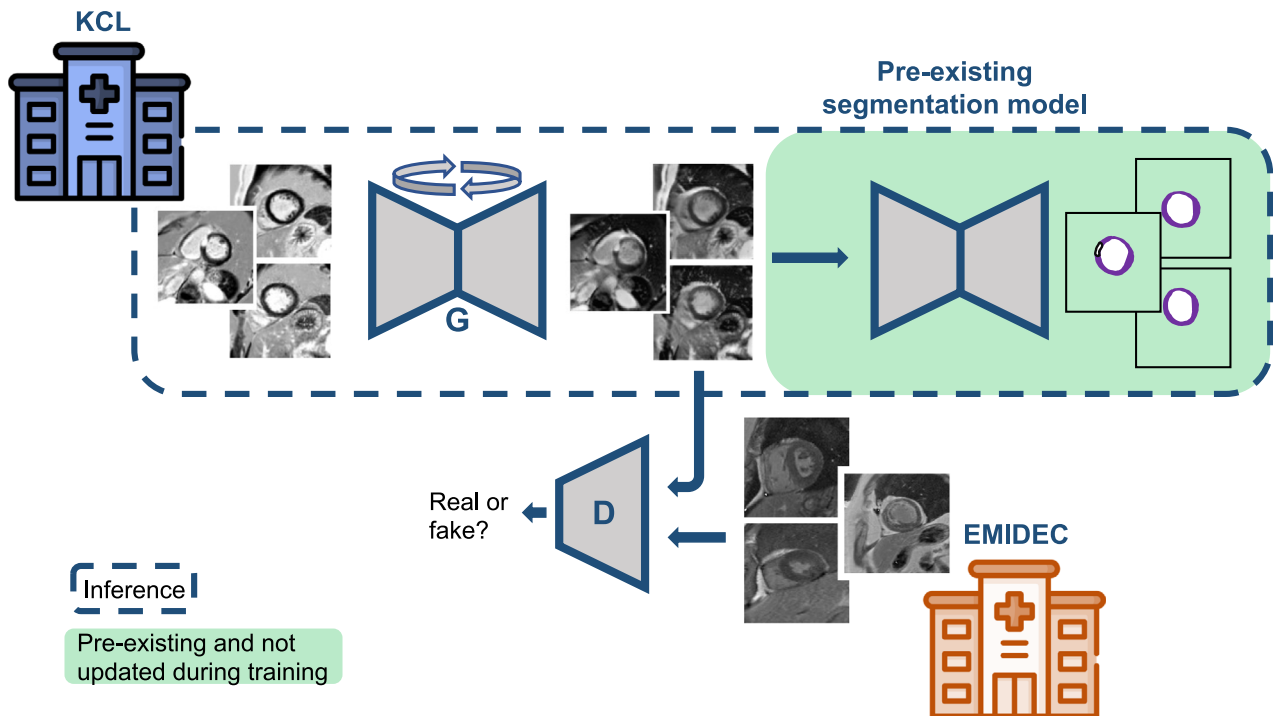 KCL
Pre-existing
segmentation model
G
D
Real or
fake?
EMIDEC
Inference
Pre-existing and not
updated during training